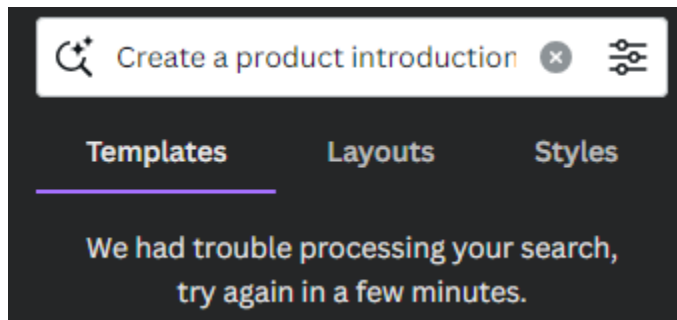 Create a product introduction
Templates Layouts Styles
We had trouble processing your search,
try again in a few minutes.